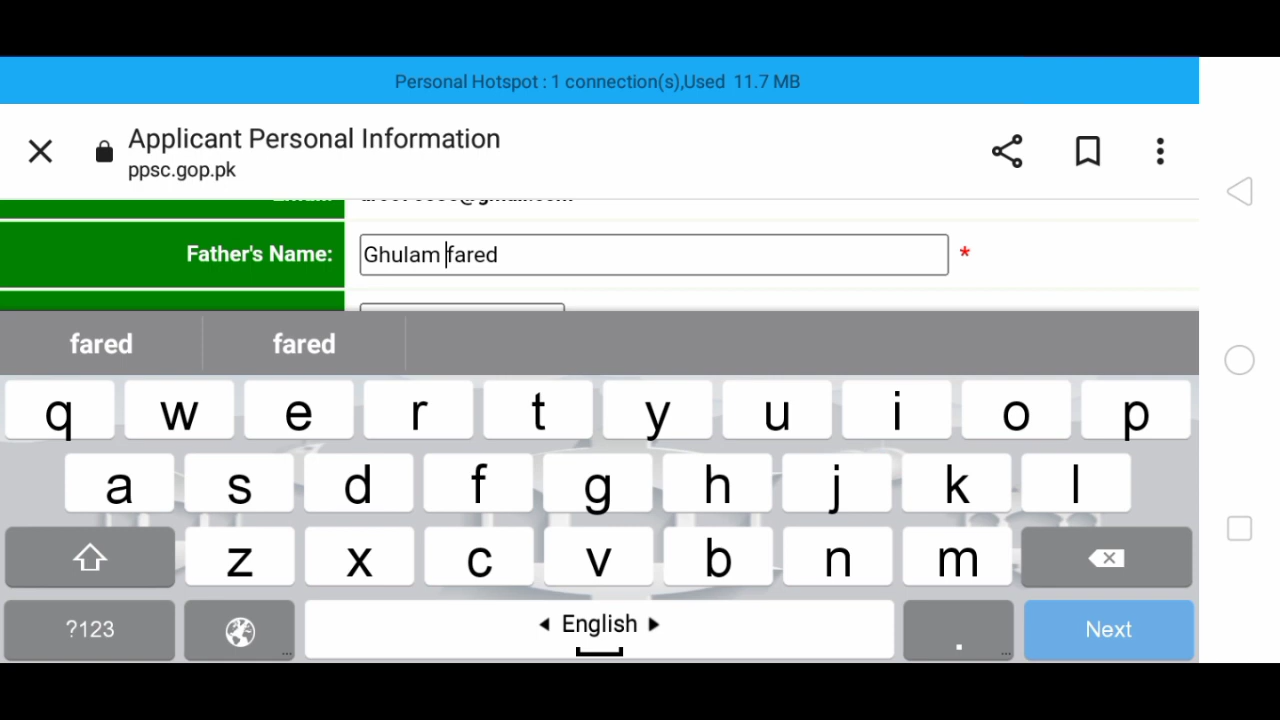 Personal Hotspot : 1 connection(s),Used 11.7 MB
Applicant Personal Information
ppsc.gop.pk
Father's Name: Ghulam fared *
fared fared
q w e r t y u i o p
a s d f g h j k l
z x c v b n m
?123 ◂ English ▸ . Next